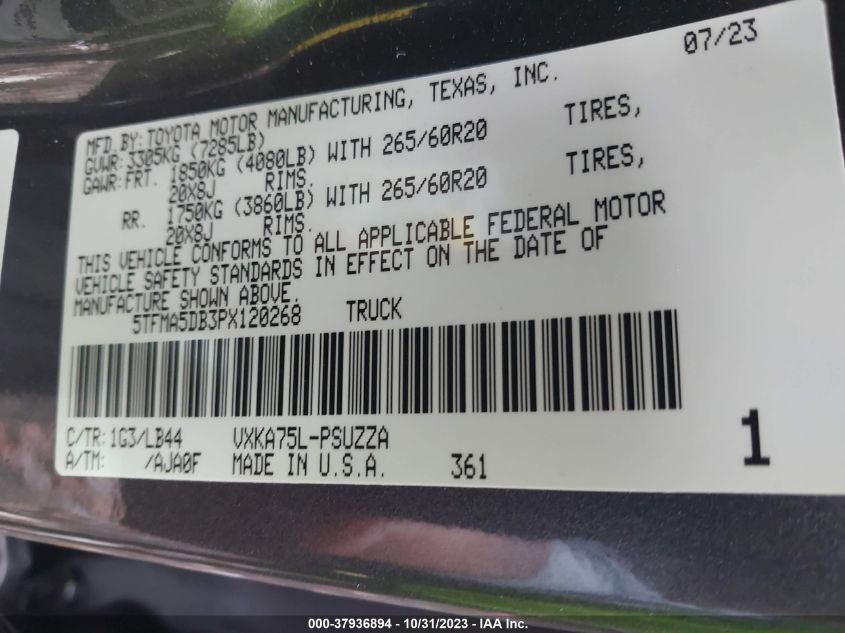 07/23
MFD.BY:TOYOTA MOTOR MANUFACTURING, TEXAS, INC.
GVWR:3305KG (7285LB)
GAWR:FRT. 1850KG (4080LB) WITH 265/60R20 TIRES,
20X8J RIMS.
RR. 1750KG (3860LB) WITH 265/60R20 TIRES,
20X8J RIMS.
THIS VEHICLE CONFORMS TO ALL APPLICABLE FEDERAL MOTOR
VEHICLE SAFETY STANDARDS IN EFFECT ON THE DATE OF
MANUFACTURE SHOWN ABOVE.
5TFMA5DB3PX120268 TRUCK
C/TR:1G3/LB44 VXKA75L-PSUZZA
A/TM: /AJA0F MADE IN U.S.A. 361
1
000-37936894 - 10/31/2023 - IAA Inc.